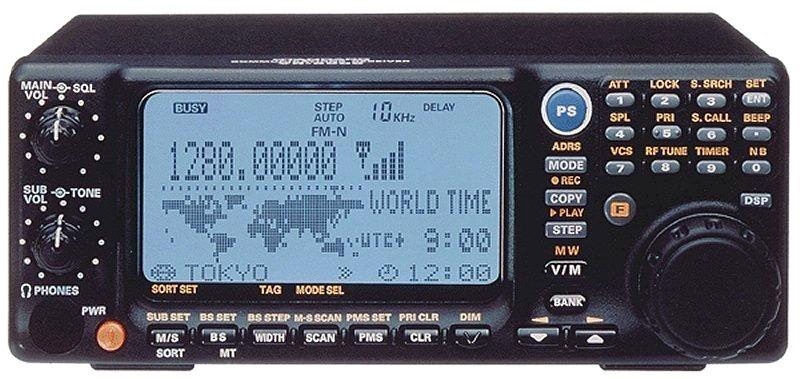 COMMUNICATIONS RECEIVER
MAIN VOL SQL
SUB VOL TONE
PHONES
PWR
BUSY
STEP AUTO 10 KHz DELAY
FM-N
1280.00000
WORLD TIME
UTC+ 9:00
TOKYO » 12:00
SORT SET TAG MODE SEL
SUB SET BS SET BS STEP M-S SCAN PMS SET PRI CLR DIM
M/S BS WIDTH SCAN PMS CLR
SORT MT
PS
ADRS
MODE
REC
COPY
PLAY
STEP
MW
V/M
BANK
ATT LOCK S. SRCH SET
1 2 3 ENT
SPL PRI S. CALL BEEP
4 5 6 •
VCS RF TUNE TIMER NB
7 8 9 0
F
DSP